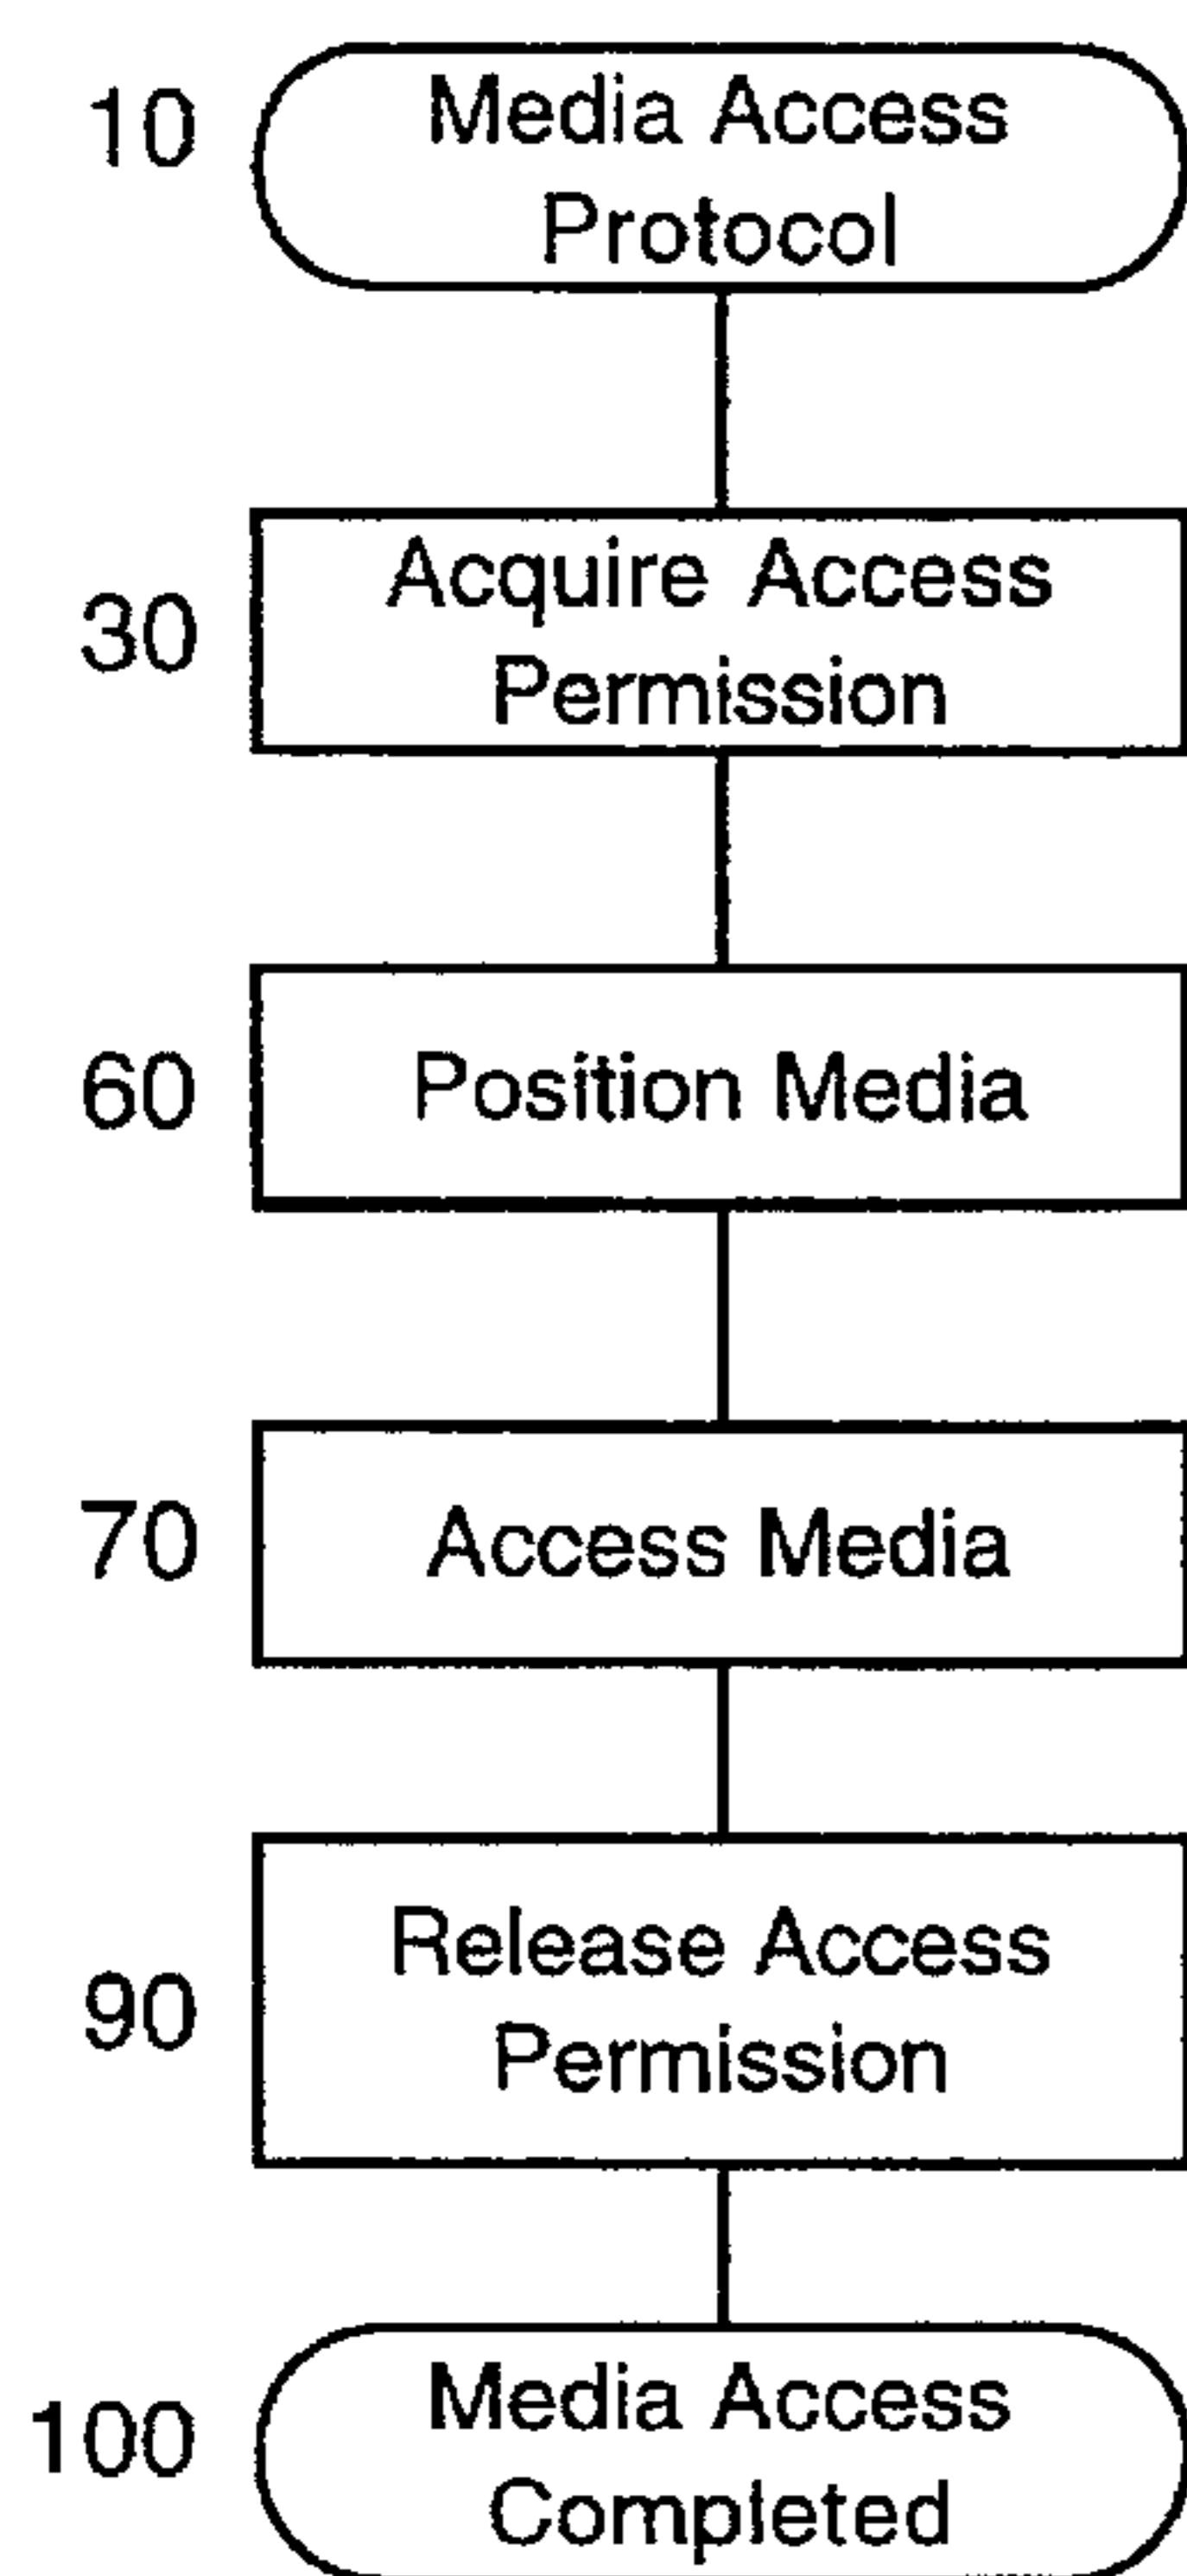 10
Media Access
Protocol
30
Acquire Access
Permission
60
Position Media
70
Access Media
90
Release Access
Permission
100
Media Access
Completed